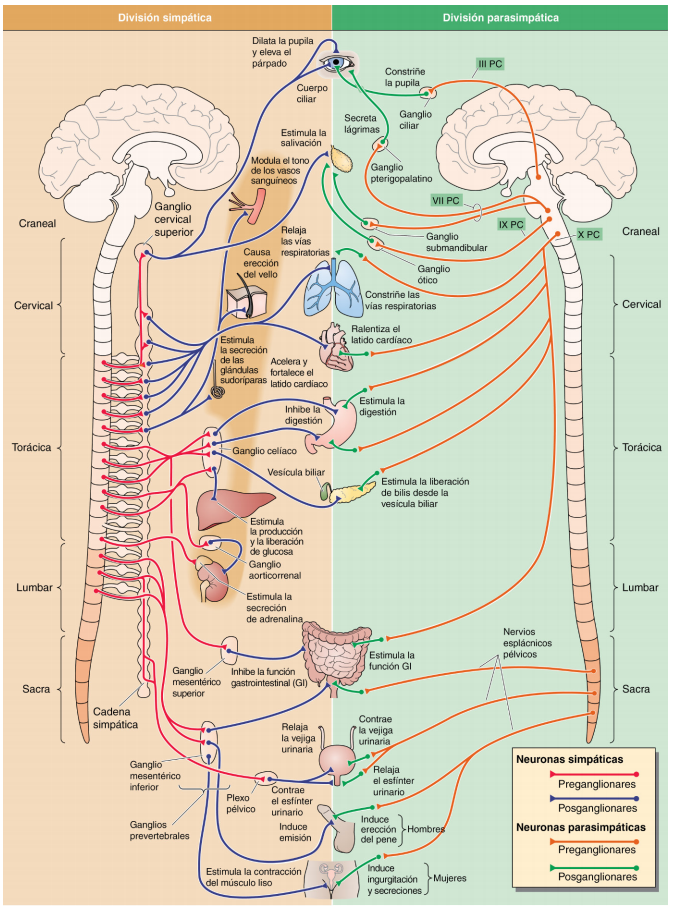 División simpática
División parasimpática
Dilata la pupila
y eleva el
párpado
Cuerpo
ciliar
Constriñe
la pupila
III PC
Ganglio
ciliar
Secreta
lágrimas
Estimula la
salivación
Modula el tono
de los vasos
sanguíneos
Ganglio
pterigopalatino
Ganglio
cervical
superior
VII PC
IX PC
X PC
Craneal
Craneal
Relaja
las vías
respiratorias
Ganglio
submandibular
Ganglio
ótico
Causa
erección
del vello
Constriñe las
vías respiratorias
Cervical
Cervical
Ralentiza el
latido cardíaco
Estimula
la secreción
de las
glándulas
sudoríparas
Acelera y
fortalece el
latido cardíaco
Inhibe la
digestión
Estimula la
digestión
Torácica
Torácica
Ganglio celíaco
Vesícula biliar
Estimula la liberación
de bilis desde la
vesícula biliar
Estimula
la producción
y la liberación
de glucosa
Ganglio
aorticorrenal
Lumbar
Lumbar
Estimula la
secreción
de adrenalina
Estimula la
función GI
Nervios
esplácnicos
pélvicos
Ganglio
mesentérico
superior
Inhibe la función
gastrointestinal (GI)
Sacra
Sacra
Cadena
simpática
Relaja
la vejiga
urinaria
Contrae
la vejiga
urinaria
Ganglio
mesentérico
inferior
Plexo
pélvico
Contrae
el esfínter
urinario
Relaja
el esfínter
urinario
Ganglios
prevertebrales
Induce
emisión
Induce
erección
del pene
Hombres
Estimula la contracción
del músculo liso
Induce
ingurgitación
y secreciones
Mujeres
Neuronas simpáticas
Preganglionares
Posganglionares
Neuronas parasimpáticas
Preganglionares
Posganglionares